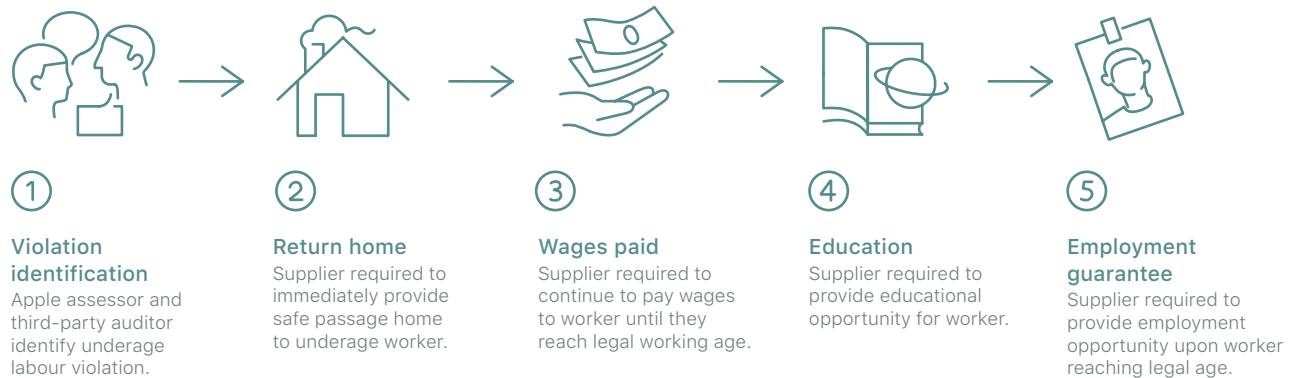 1
Violation
identification
Apple assessor and
third-party auditor
identify underage
labour violation.
2
Return home
Supplier required to
immediately provide
safe passage home
to underage worker.
3
Wages paid
Supplier required to
continue to pay wages
to worker until they
reach legal working age.
4
Education
Supplier required to
provide educational
opportunity for worker.
5
Employment
guarantee
Supplier required to
provide employment
opportunity upon worker
reaching legal age.